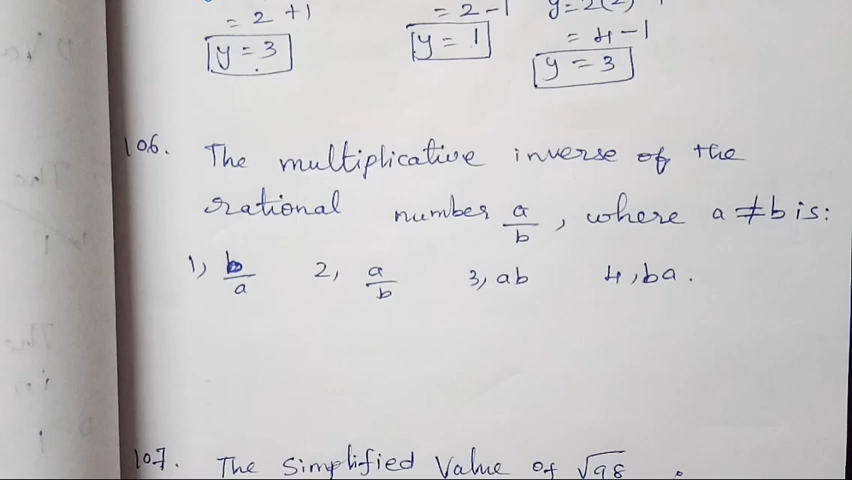 = 2 + 1 = 2 - 1 y = 2(2) - 1
y = 3 y = 1 = 4 - 1
y = 3
106. The multiplicative inverse of the
rational number a/b, where a ≠ b is:
1, b/a 2, a/b 3, ab 4, ba.
107. The Simplified Value of √98